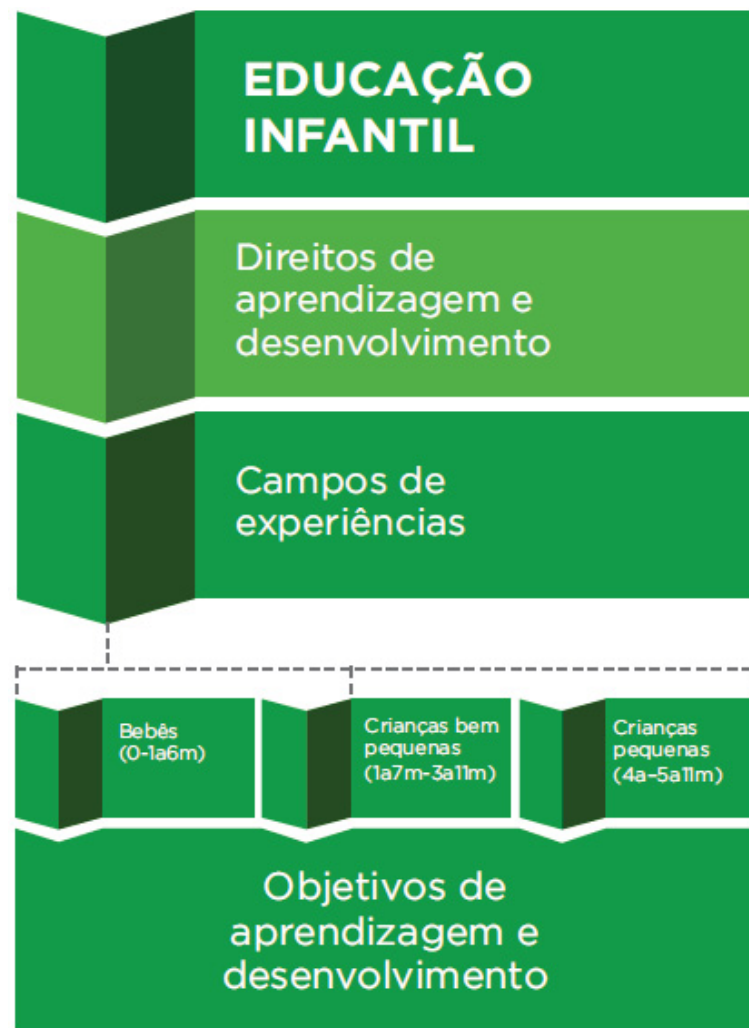 EDUCAÇÃO
INFANTIL
Direitos de
aprendizagem e
desenvolvimento
Campos de
experiências
Bebês
(0-1a6m)
Crianças bem
pequenas
(1a7m-3a11m)
Crianças
pequenas
(4a–5a11m)
Objetivos de
aprendizagem e
desenvolvimento